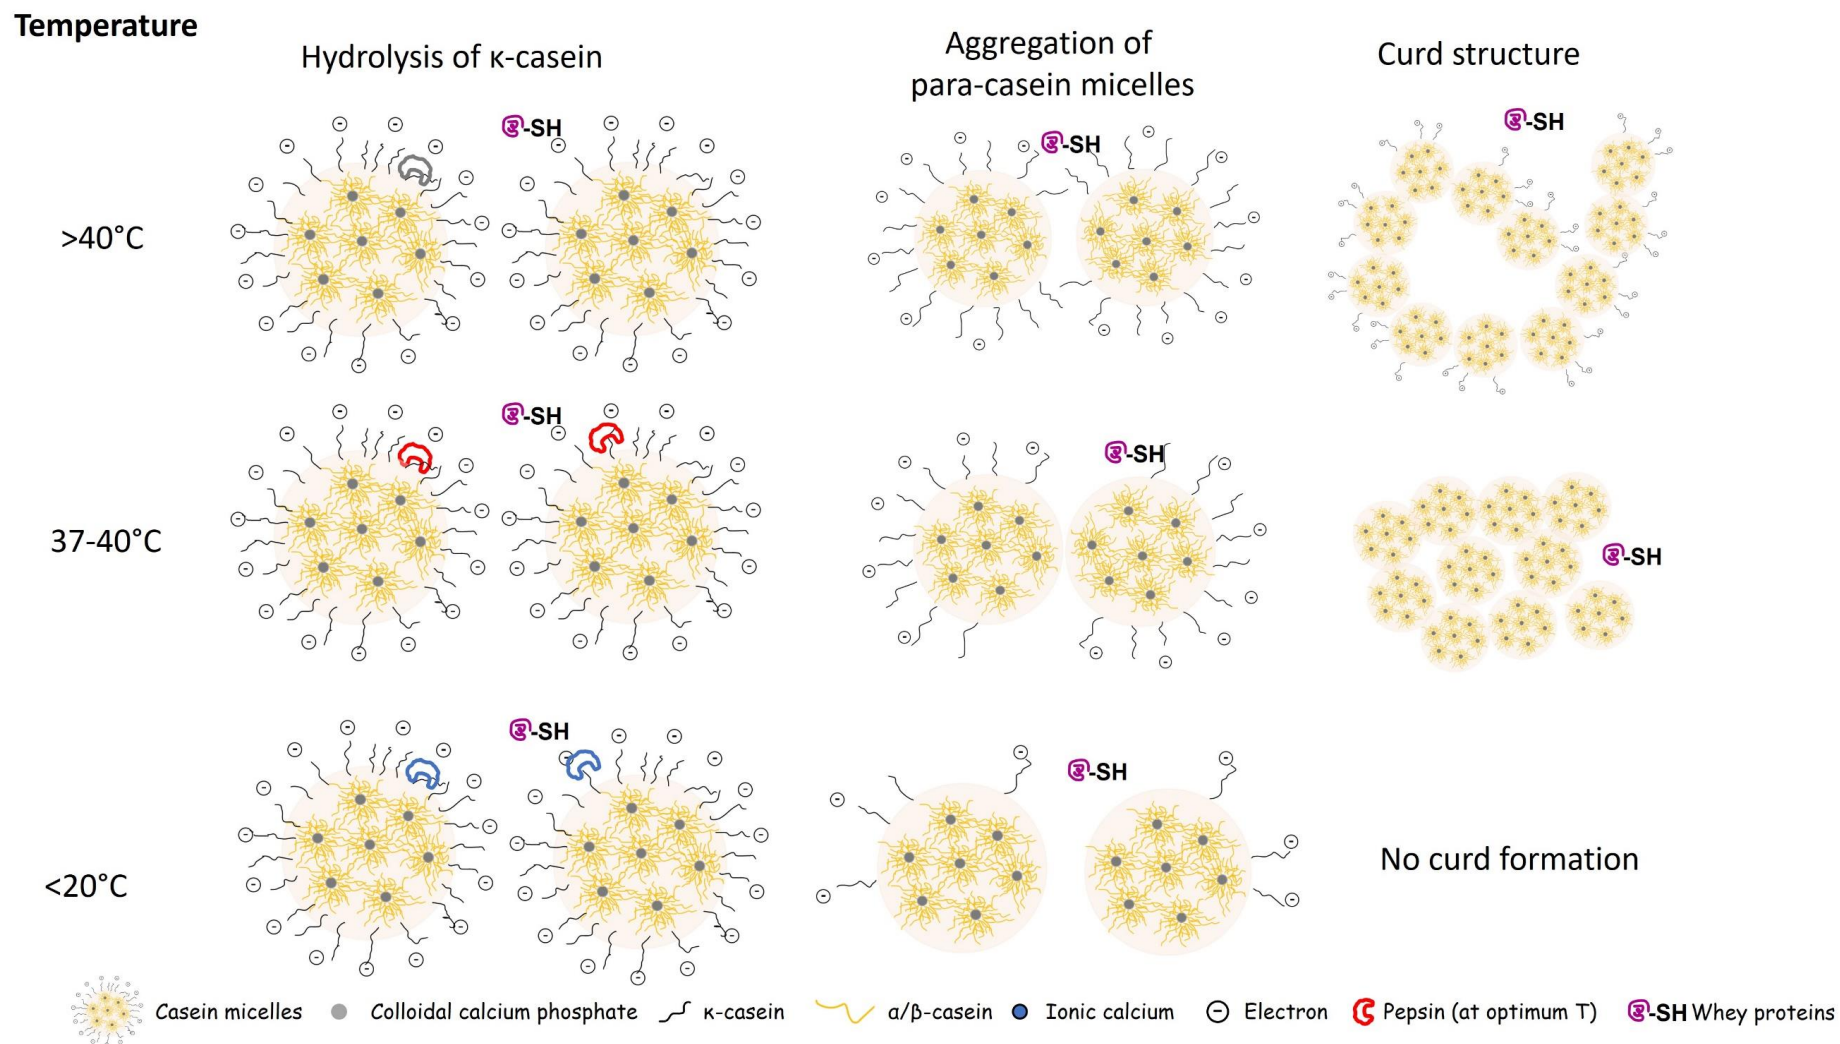 Temperature
Hydrolysis of κ-casein
Aggregation of
para-casein micelles
Curd structure
>40°C
-SH
-SH
-SH
37-40°C
-SH
-SH
-SH
<20°C
-SH
-SH
No curd formation
Casein micelles
Colloidal calcium phosphate
κ-casein
α/β-casein
Ionic calcium
Electron
Pepsin (at optimum T)
-SH Whey proteins